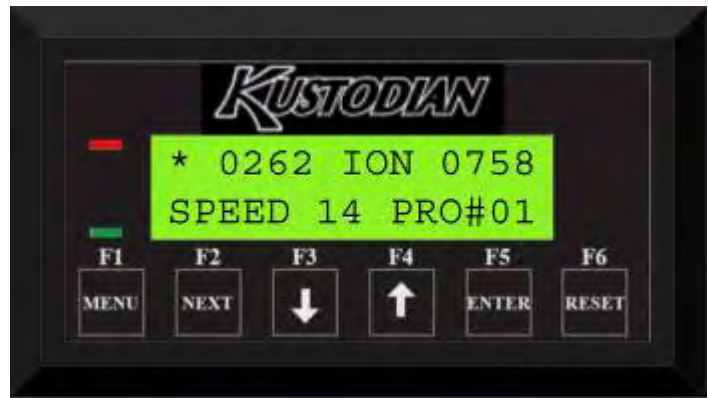 KUSTODIAN
* 0262 ION 0758
SPEED 14 PRO#01
F1 F2 F3 F4 F5 F6
MENU NEXT ENTER RESET